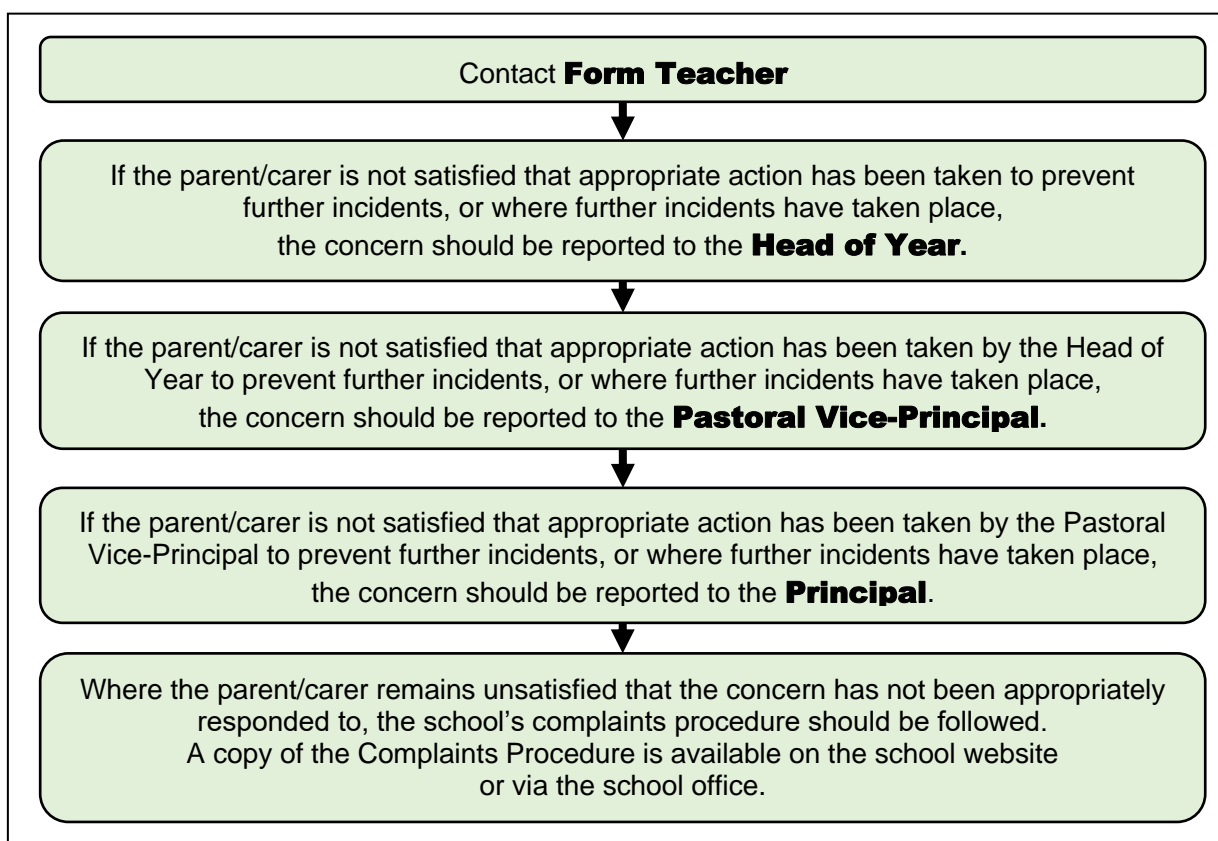 Contact Form Teacher
If the parent/carer is not satisfied that appropriate action has been taken to prevent
further incidents, or where further incidents have taken place,
the concern should be reported to the Head of Year.
If the parent/carer is not satisfied that appropriate action has been taken by the Head of
Year to prevent further incidents, or where further incidents have taken place,
the concern should be reported to the Pastoral Vice-Principal.
If the parent/carer is not satisfied that appropriate action has been taken by the Pastoral
Vice-Principal to prevent further incidents, or where further incidents have taken place,
the concern should be reported to the Principal.
Where the parent/carer remains unsatisfied that the concern has not been appropriately
responded to, the school’s complaints procedure should be followed.
A copy of the Complaints Procedure is available on the school website
or via the school office.